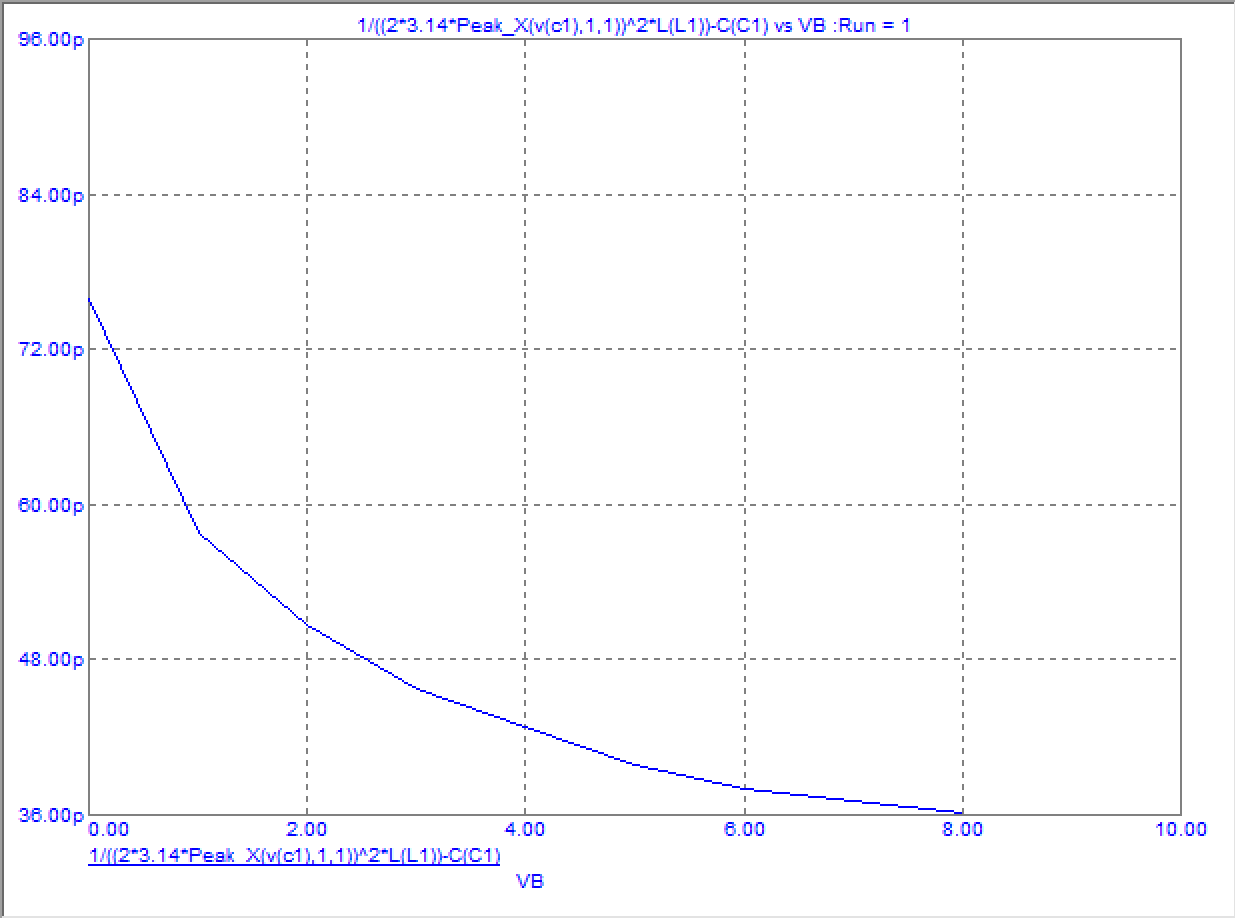 1/((2*3.14*Peak_X(v(c1),1,1))^2*L(L1))-C(C1) vs VB :Run = 1
96.00p
84.00p
72.00p
60.00p
48.00p
36.00p
0.00 2.00 4.00 6.00 8.00 10.00
1/((2*3.14*Peak_X(v(c1),1,1))^2*L(L1))-C(C1)
VB